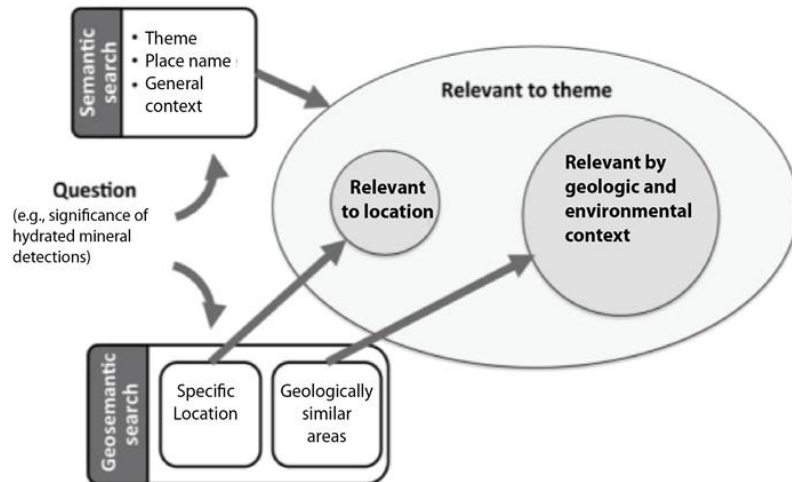 Semantic
search
• Theme
• Place name
• General
context
Relevant to theme
Relevant
to location
Relevant by
geologic and
environmental
context
Question
(e.g., significance of
hydrated mineral
detections)
Geosemantic
search
Specific
Location
Geologically
similar
areas